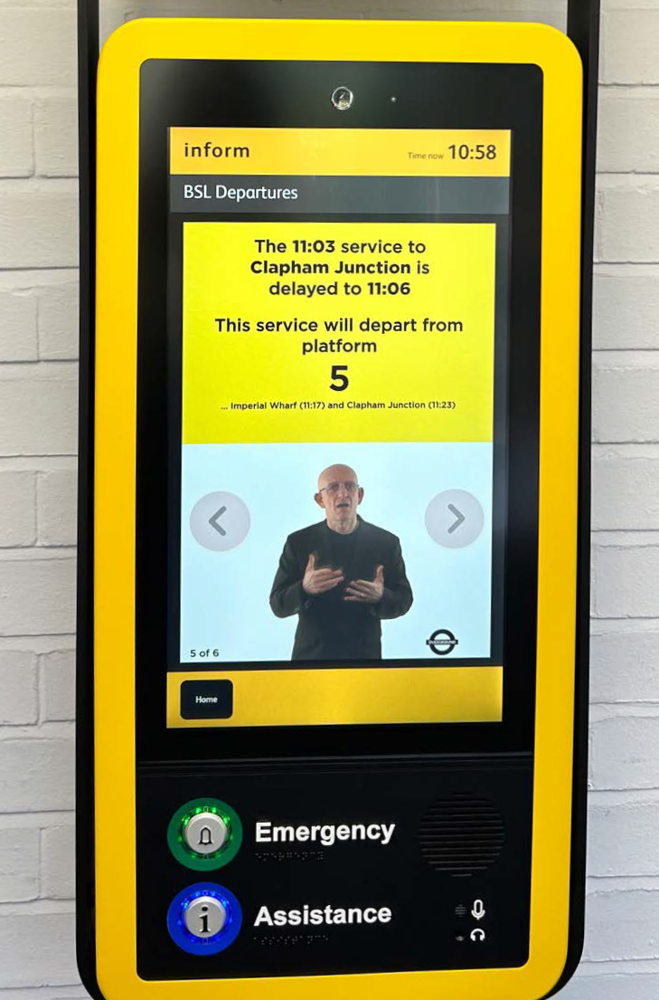 inform
Time now 10:58
BSL Departures
The 11:03 service to
Clapham Junction is
delayed to 11:06
This service will depart from
platform
5
... Imperial Wharf (11:17) and Clapham Junction (11:23)
5 of 6
OVERGROUND
Home
Emergency
Assistance